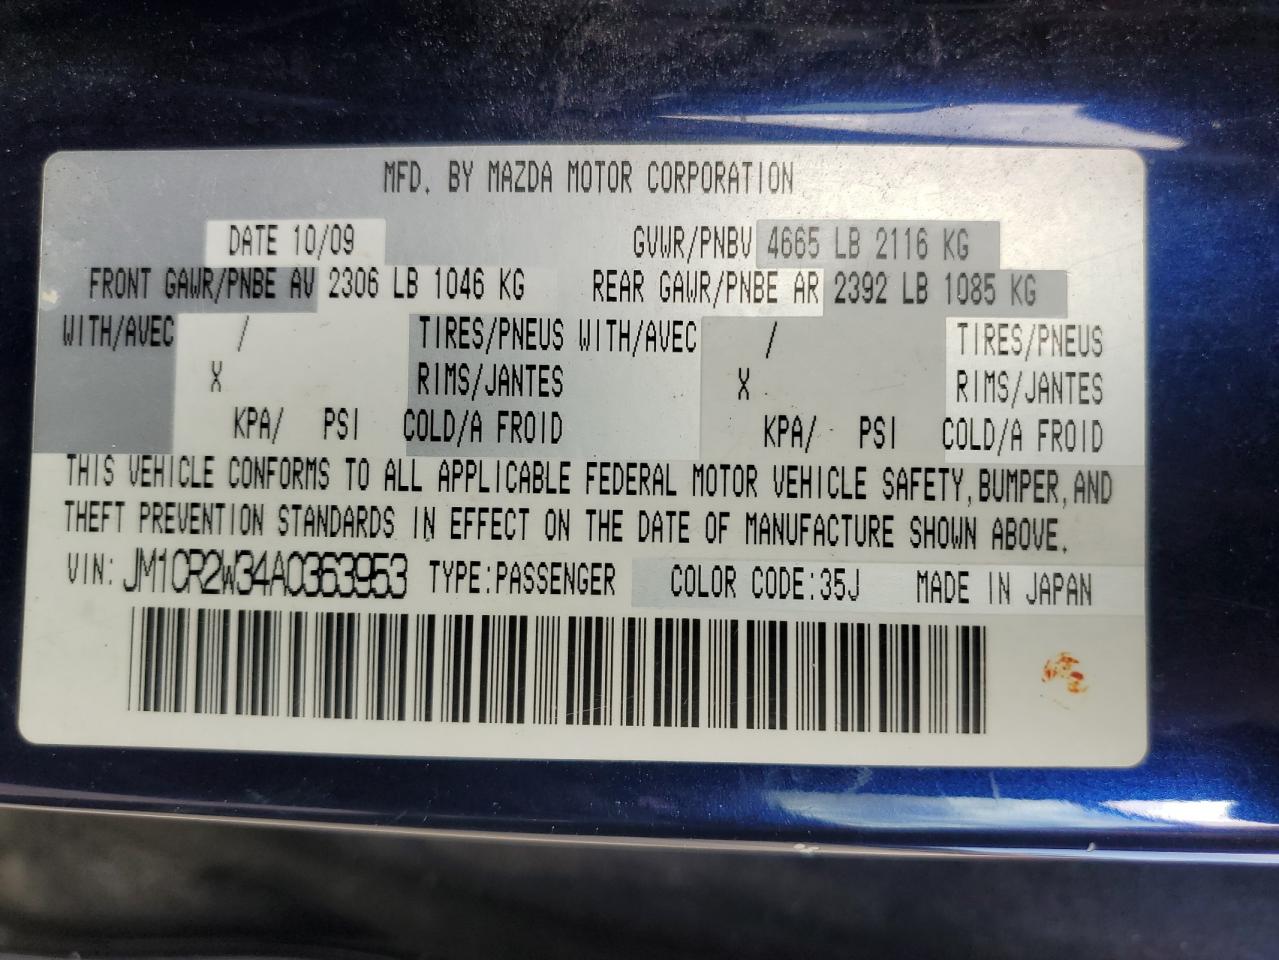 MFD. BY MAZDA MOTOR CORPORATION
DATE 10/09 GVWR/PNBV 4665 LB 2116 KG
FRONT GAWR/PNBE AV 2306 LB 1046 KG REAR GAWR/PNBE AR 2392 LB 1085 KG
WITH/AVEC / TIRES/PNEUS WITH/AVEC / TIRES/PNEUS
X RIMS/JANTES X RIMS/JANTES
KPA/ PSI COLD/A FROID KPA/ PSI COLD/A FROID
THIS VEHICLE CONFORMS TO ALL APPLICABLE FEDERAL MOTOR VEHICLE SAFETY, BUMPER, AND
THEFT PREVENTION STANDARDS IN EFFECT ON THE DATE OF MANUFACTURE SHOWN ABOVE.
VIN: JM1CR2W34A0363953 TYPE:PASSENGER COLOR CODE:35J MADE IN JAPAN